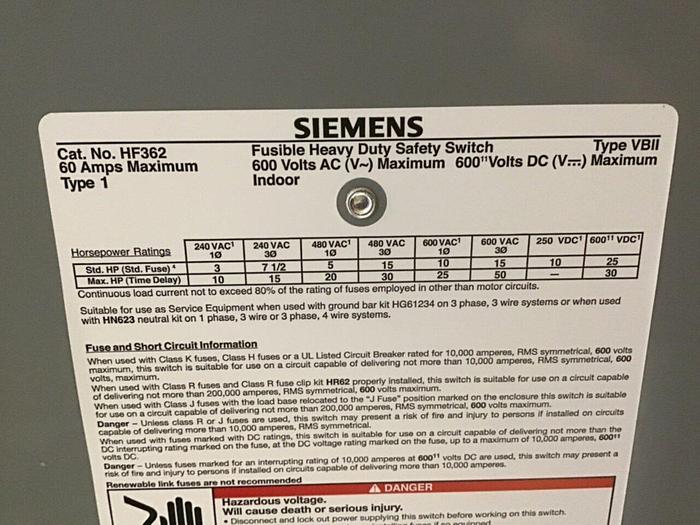 SIEMENS
Cat. No. HF362 Fusible Heavy Duty Safety Switch Type VBII
60 Amps Maximum 600 Volts AC (V~) Maximum 600¹¹Volts DC (V⎓) Maximum
Type 1 Indoor
Horsepower Ratings 240 VAC¹ 1Ø 240 VAC 3Ø 480 VAC¹ 1Ø 480 VAC 3Ø 600 VAC¹ 1Ø 600 VAC 3Ø 250 VDC¹ 600¹¹ VDC¹
Std. HP (Std. Fuse)⁴ 3 7 1/2 5 15 10 15 10 25
Max. HP (Time Delay) 10 15 20 30 25 50 — 30
Continuous load current not to exceed 80% of the rating of fuses employed in other than motor circuits.
Suitable for use as Service Equipment when used with ground bar kit HG61234 on 3 phase, 3 wire systems or when used
with HN623 neutral kit on 1 phase, 3 wire or 3 phase, 4 wire systems.
Fuse and Short Circuit Information
When used with Class K fuses, Class H fuses or a UL Listed Circuit Breaker rated for 10,000 amperes, RMS symmetrical, 600 volts
maximum, this switch is suitable for use on a circuit capable of delivering not more than 10,000 amperes, RMS symmetrical, 600
volts, maximum.
When used with Class R fuses and Class R fuse clip kit HR62 properly installed, this switch is suitable for use on a circuit capable
of delivering not more than 200,000 amperes, RMS symmetrical, 600 volts maximum.
When used with Class J fuses with the load base relocated to the "J Fuse" position marked on the enclosure this switch is suitable
for use on a circuit capable of delivering not more than 200,000 amperes, RMS symmetrical, 600 volts maximum.
Danger – Unless class R or J fuses are used, this switch may present a risk of fire and injury to persons if installed on circuits
capable of delivering more than 10,000 amperes, RMS symmetrical.
When used with fuses marked with DC ratings, this switch is suitable for use on a circuit capable of delivering not more than the
DC interrupting rating marked on the fuse, at the DC voltage rating marked on the fuse, up to a maximum of 10,000 amperes, 600¹¹
volts DC.
Danger – Unless fuses marked for an interrupting rating of 10,000 amperes at 600¹¹ volts DC are used, this switch may present a
risk of fire and injury to persons if installed on circuits capable of delivering more than 10,000 amperes.
Renewable link fuses are not recommended
DANGER
Hazardous voltage.
Will cause death or serious injury.
• Disconnect and lock out power supplying this switch before working on this switch.